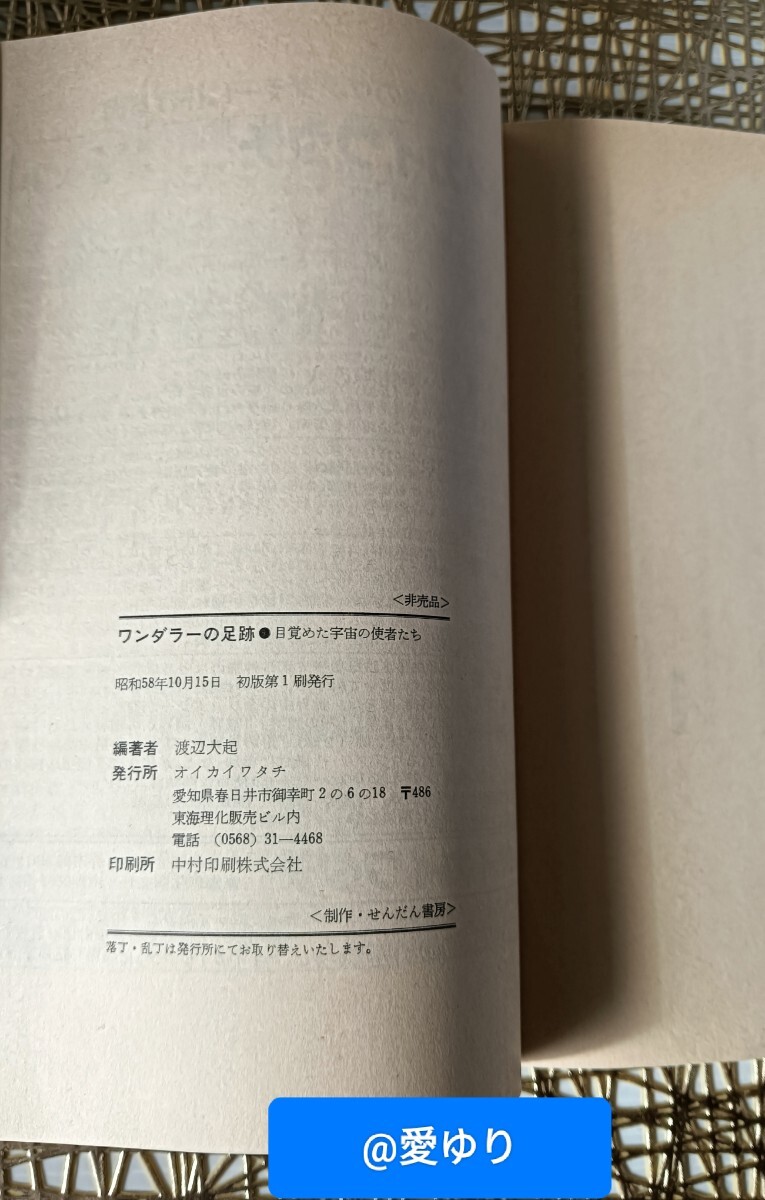 <非売品>
ワンダラーの足跡●目覚めた宇宙の使者たち
昭和58年10月15日 初版第1刷発行
編著者 渡辺大起
発行所 オイカイワタチ
愛知県春日井市御幸町2の6の18 〒486
東海理化販売ビル内
電話 (0568) 31—4468
印刷所 中村印刷株式会社
<制作・せんだん書房>
落丁・乱丁は発行所にてお取り替えいたします。
@愛ゆり